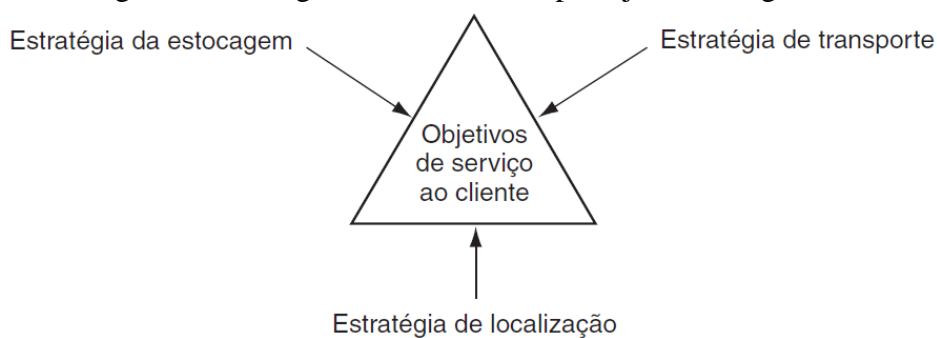 Estratégia da estocagem
Estratégia de transporte
Objetivos
de serviço
ao cliente
Estratégia de localização